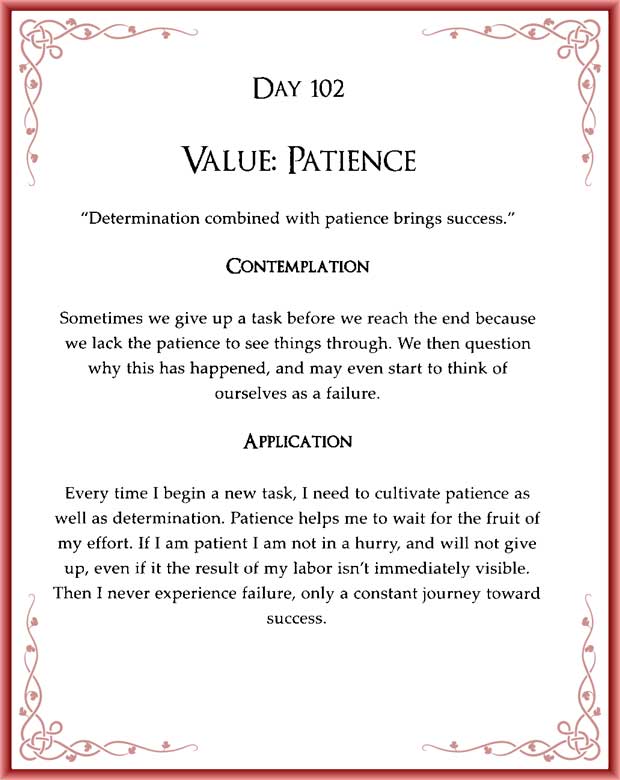 Day 102
Value: Patience
“Determination combined with patience brings success.”
Contemplation
Sometimes we give up a task before we reach the end because
we lack the patience to see things through. We then question
why this has happened, and may even start to think of
ourselves as a failure.
Application
Every time I begin a new task, I need to cultivate patience as
well as determination. Patience helps me to wait for the fruit of
my effort. If I am patient I am not in a hurry, and will not give
up, even if it the result of my labor isn’t immediately visible.
Then I never experience failure, only a constant journey toward
success.